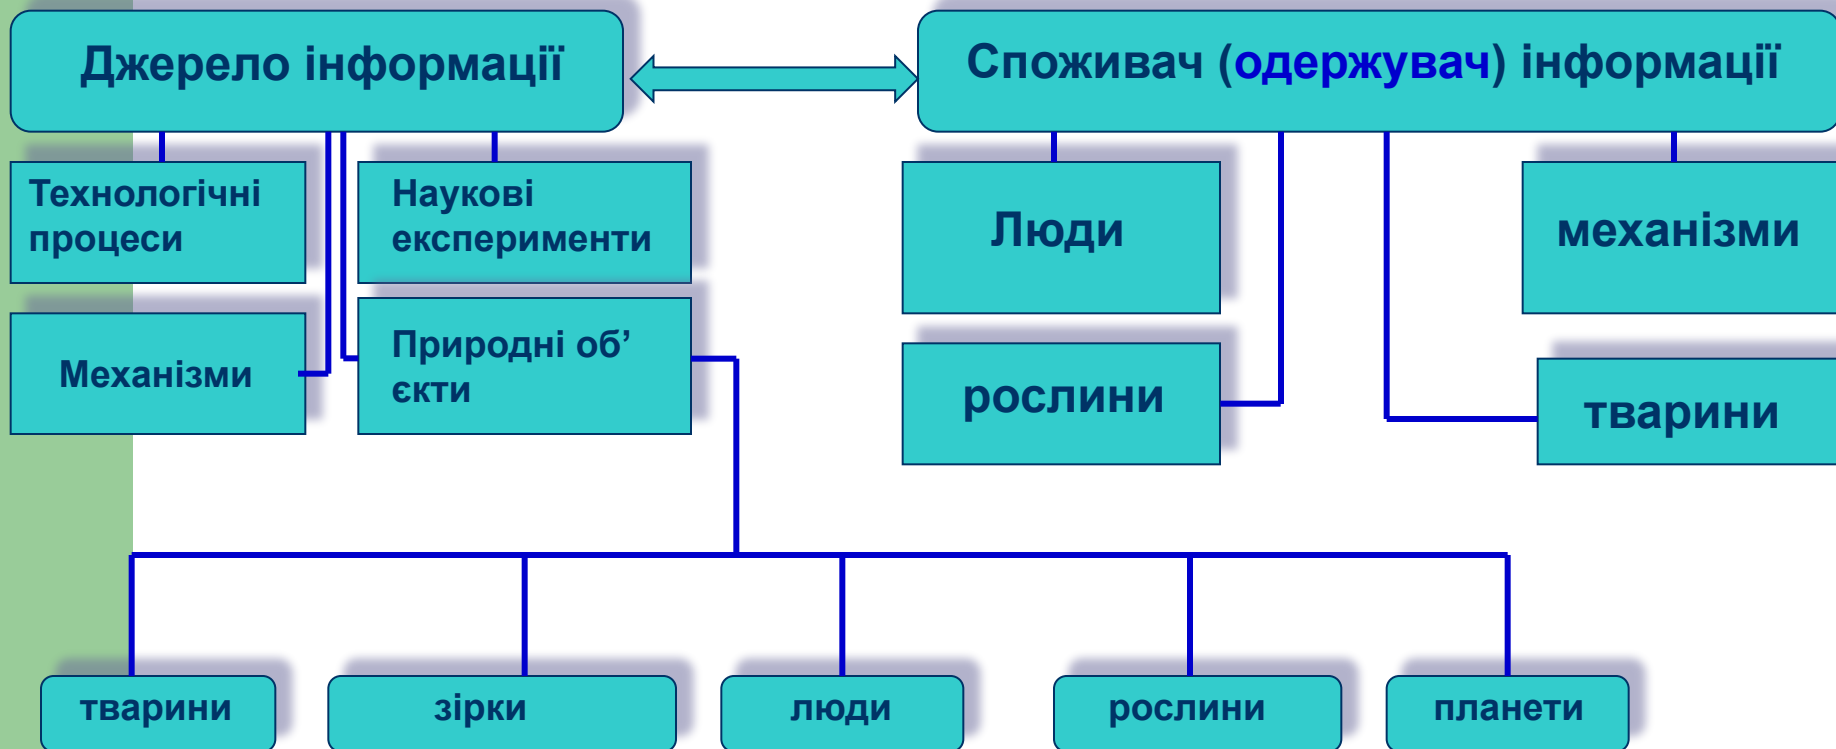 Джерело інформації
Споживач (одержувач) інформації
Технологічні
процеси
Наукові
експерименти
Люди
механізми
Механізми
Природні об’
єкти
рослини
тварини
тварини
зірки
люди
рослини
планети